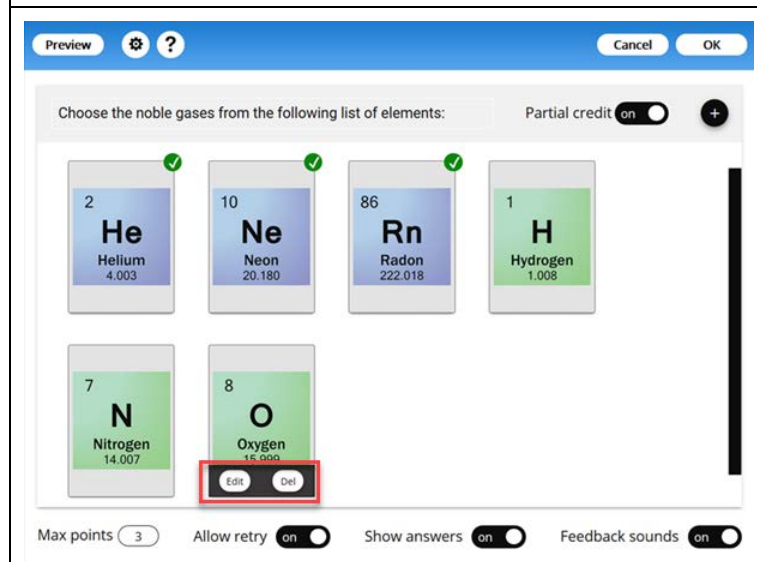 Preview ? Cancel OK
Choose the noble gases from the following list of elements: Partial credit on +
2 10 86 1
He Ne Rn H
Helium Neon Radon Hydrogen
4.003 20.180 222.018 1.008
7 8
N O
Nitrogen Oxygen
14.007 15.999
Edit Del
Max points 3 Allow retry on Show answers on Feedback sounds on